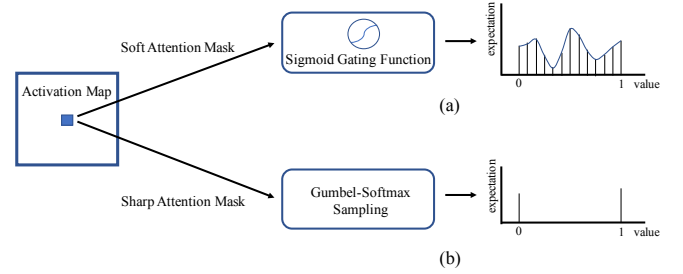 Soft Attention Mask
Sigmoid Gating Function
expectation
0
1
value
(a)
Activation Map
Sharp Attention Mask
Gumbel-Softmax
Sampling
expectation
0
1
value
(b)